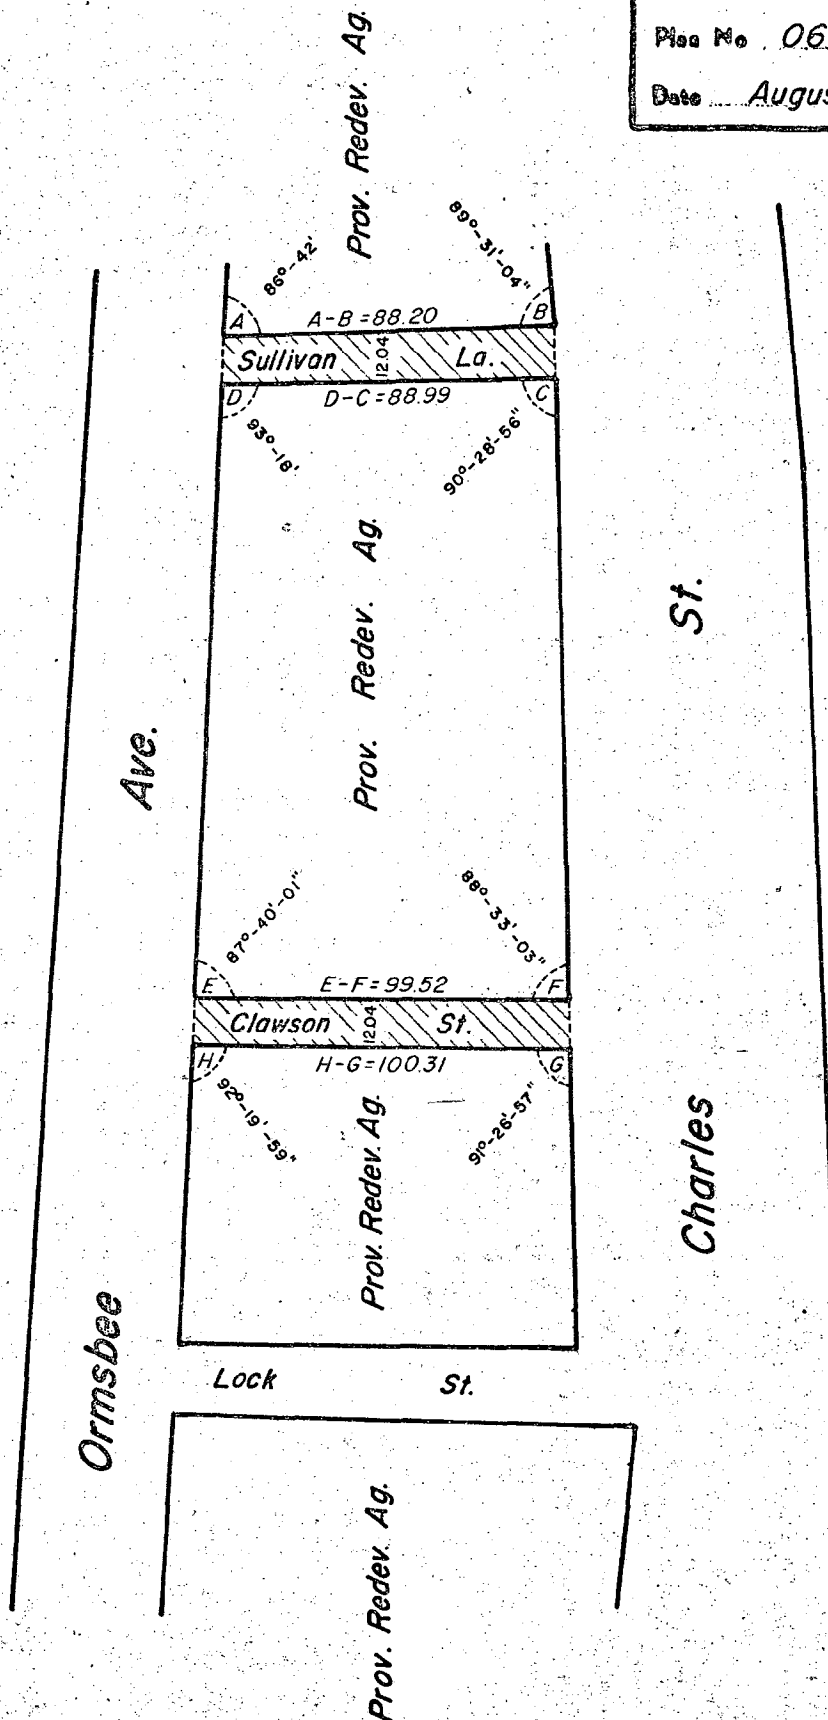 Plan No 06
Date Augus
Prov. Redev. Ag.
86°-42'
89°-31'-04"
A
A-B=88.20
B
Sullivan La.
12.04
D
D-C=88.99
C
93°-18'
90°-28'-56"
Prov. Redev. Ag.
St.
Ave.
87°-40'-01"
88°-33'-03"
E
E-F=99.52
F
Clawson St.
12.04
H
H-G=100.31
G
92°-19'-59"
91°-26'-57"
Prov. Redev. Ag.
Charles
Ormsbee
Lock St.
Prov. Redev. Ag.